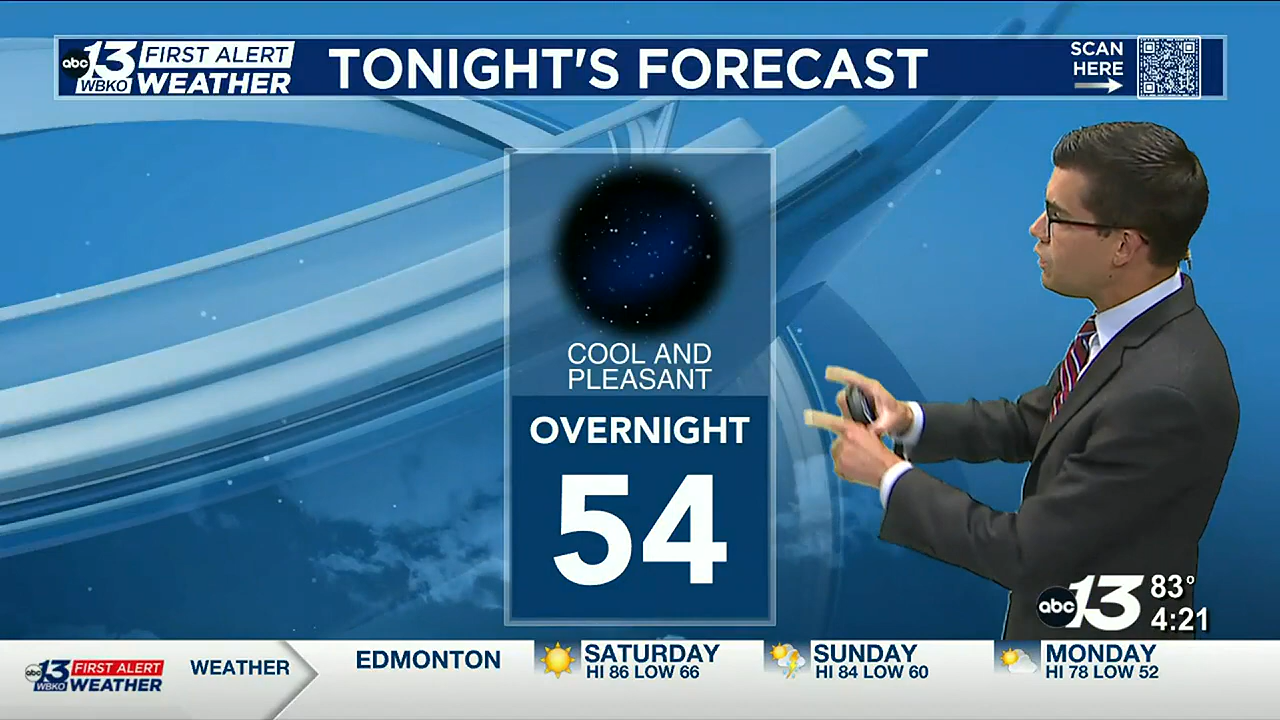 abc 13 WBKO FIRST ALERT WEATHER
TONIGHT'S FORECAST
SCAN HERE
COOL AND
PLEASANT
OVERNIGHT
54
abc 13
83°
4:21
abc 13 WBKO FIRST ALERT WEATHER
WEATHER
EDMONTON
SATURDAY
HI 86 LOW 66
SUNDAY
HI 84 LOW 60
MONDAY
HI 78 LOW 52